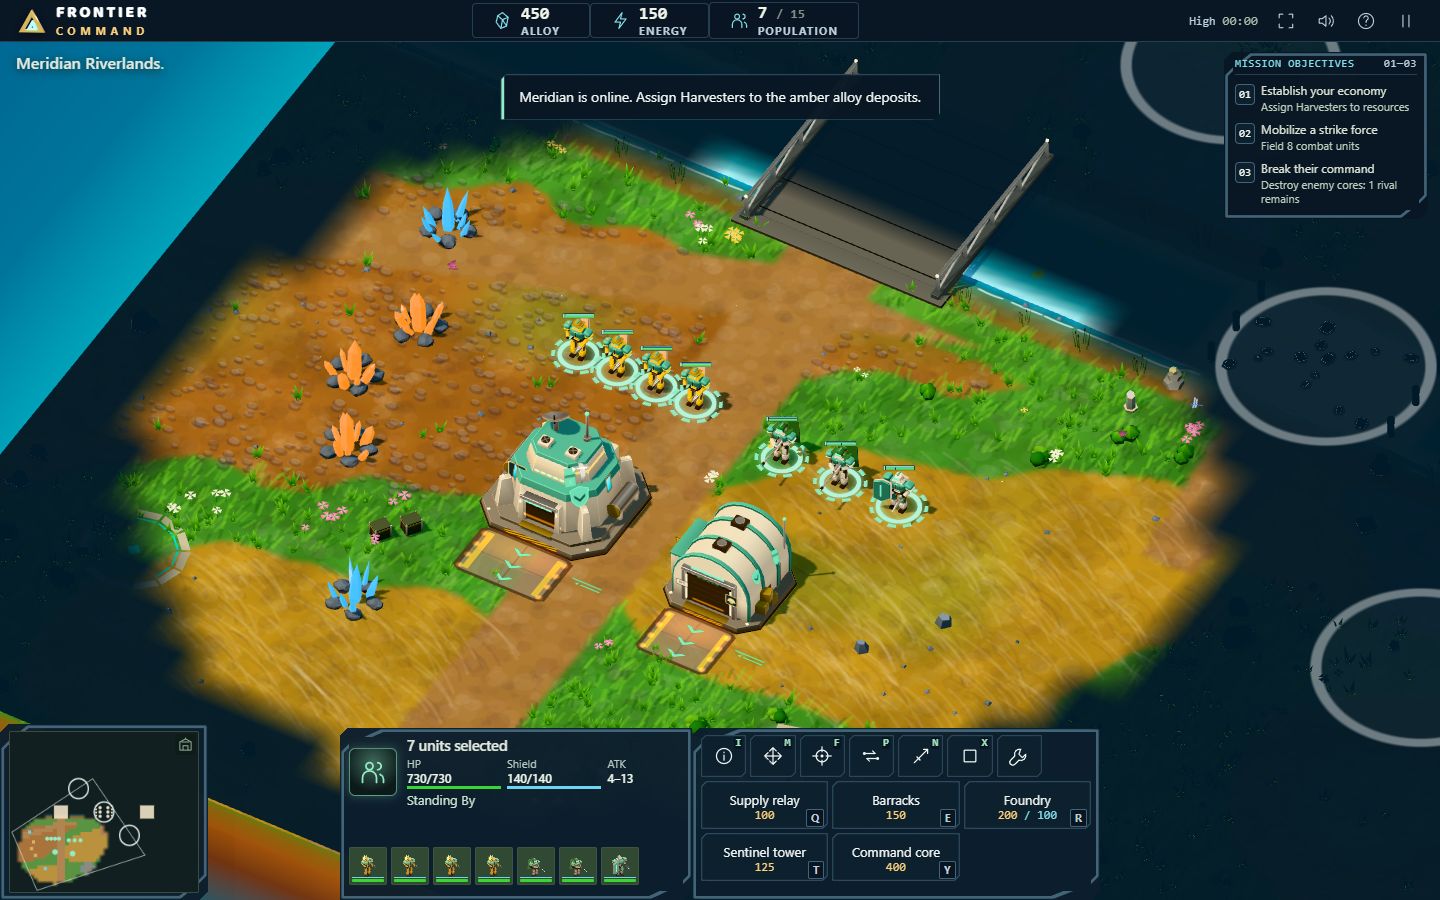 FRONTIER
COMMAND
450
ALLOY
150
ENERGY
7 / 15
POPULATION
High 00:00
Meridian Riverlands.
Meridian is online. Assign Harvesters to the amber alloy deposits.
MISSION OBJECTIVES 01—03
01 Establish your economy
Assign Harvesters to resources
02 Mobilize a strike force
Field 8 combat units
03 Break their command
Destroy enemy cores: 1 rival
remains
7 units selected
HP Shield ATK
730/730 140/140 4–13
Standing By
I M F P N X
Supply relay
100 Q
Barracks
150 E
Foundry
200 / 100 R
Sentinel tower
125 T
Command core
400 Y